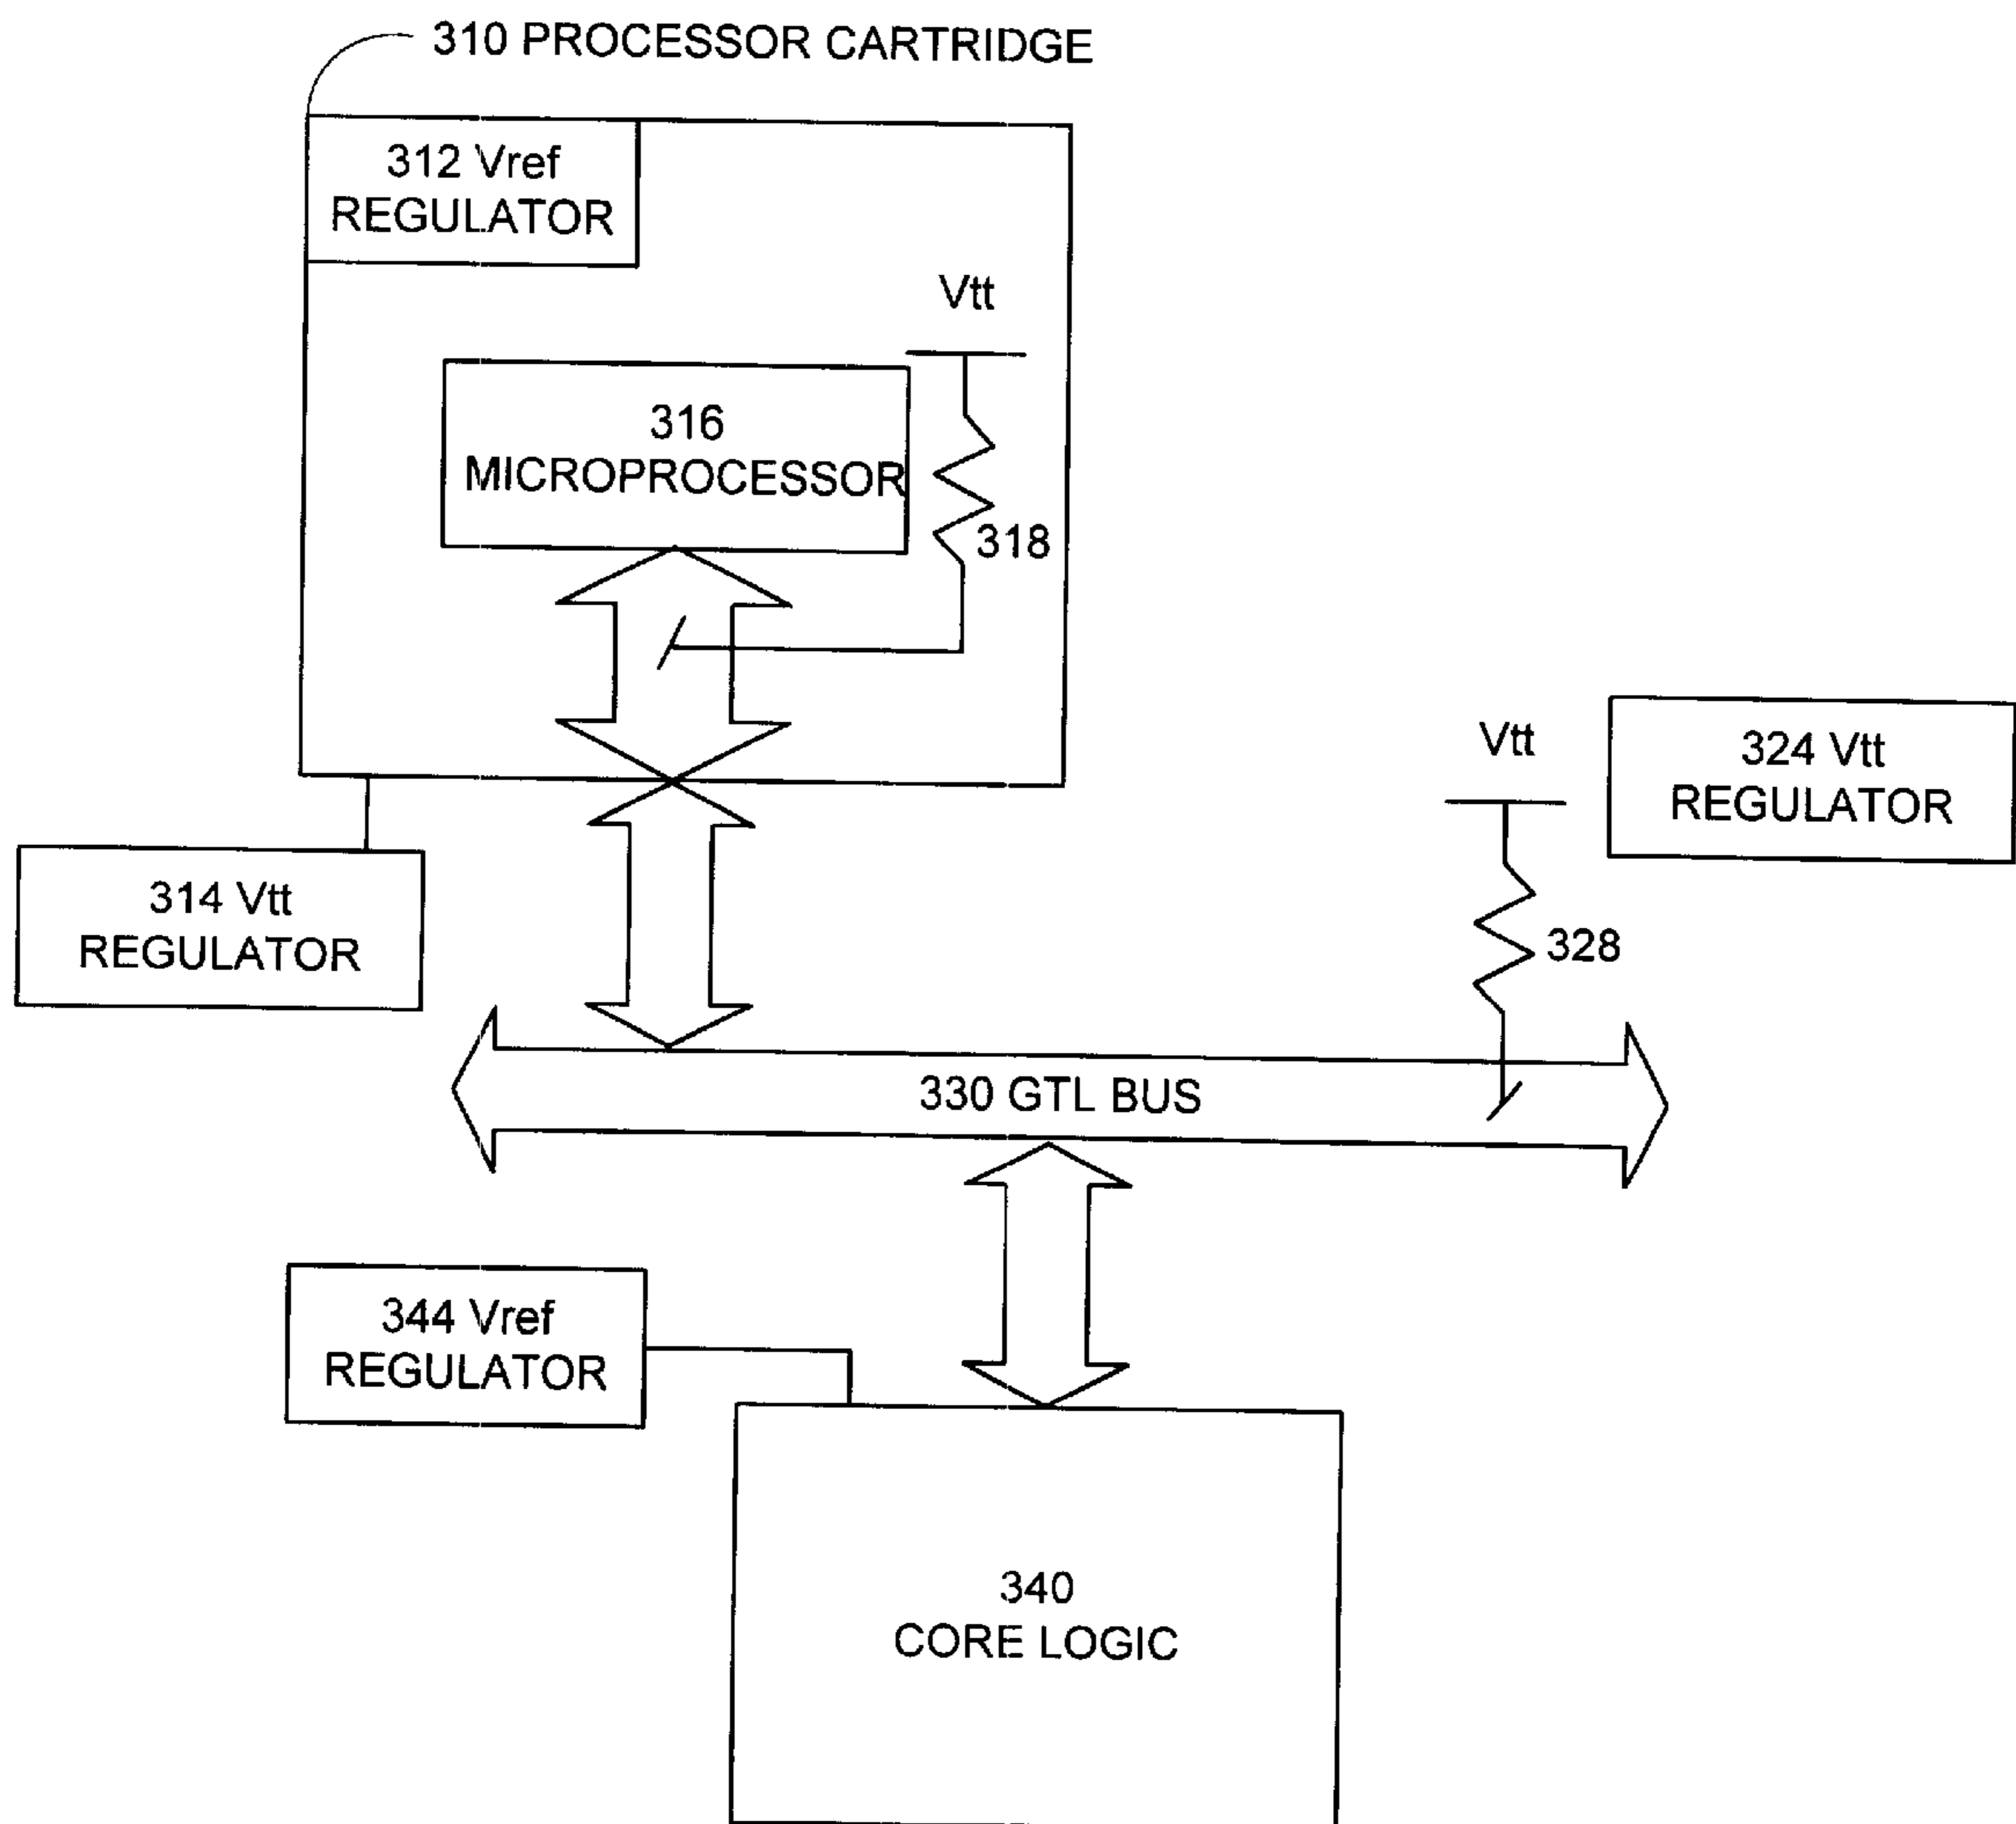 310 PROCESSOR CARTRIDGE
312 Vref
REGULATOR
Vtt
316
MICROPROCESSOR
318
Vtt
324 Vtt
REGULATOR
314 Vtt
REGULATOR
328
330 GTL BUS
344 Vref
REGULATOR
340
CORE LOGIC